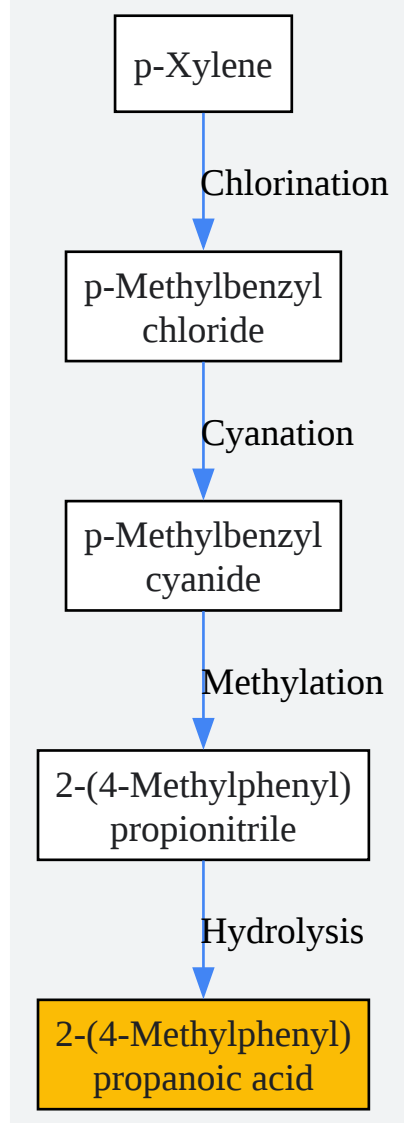 p-Xylene
Chlorination
p-Methylbenzyl
chloride
Cyanation
p-Methylbenzyl
cyanide
Methylation
2-(4-Methylphenyl)
propionitrile
Hydrolysis
2-(4-Methylphenyl)
propanoic acid